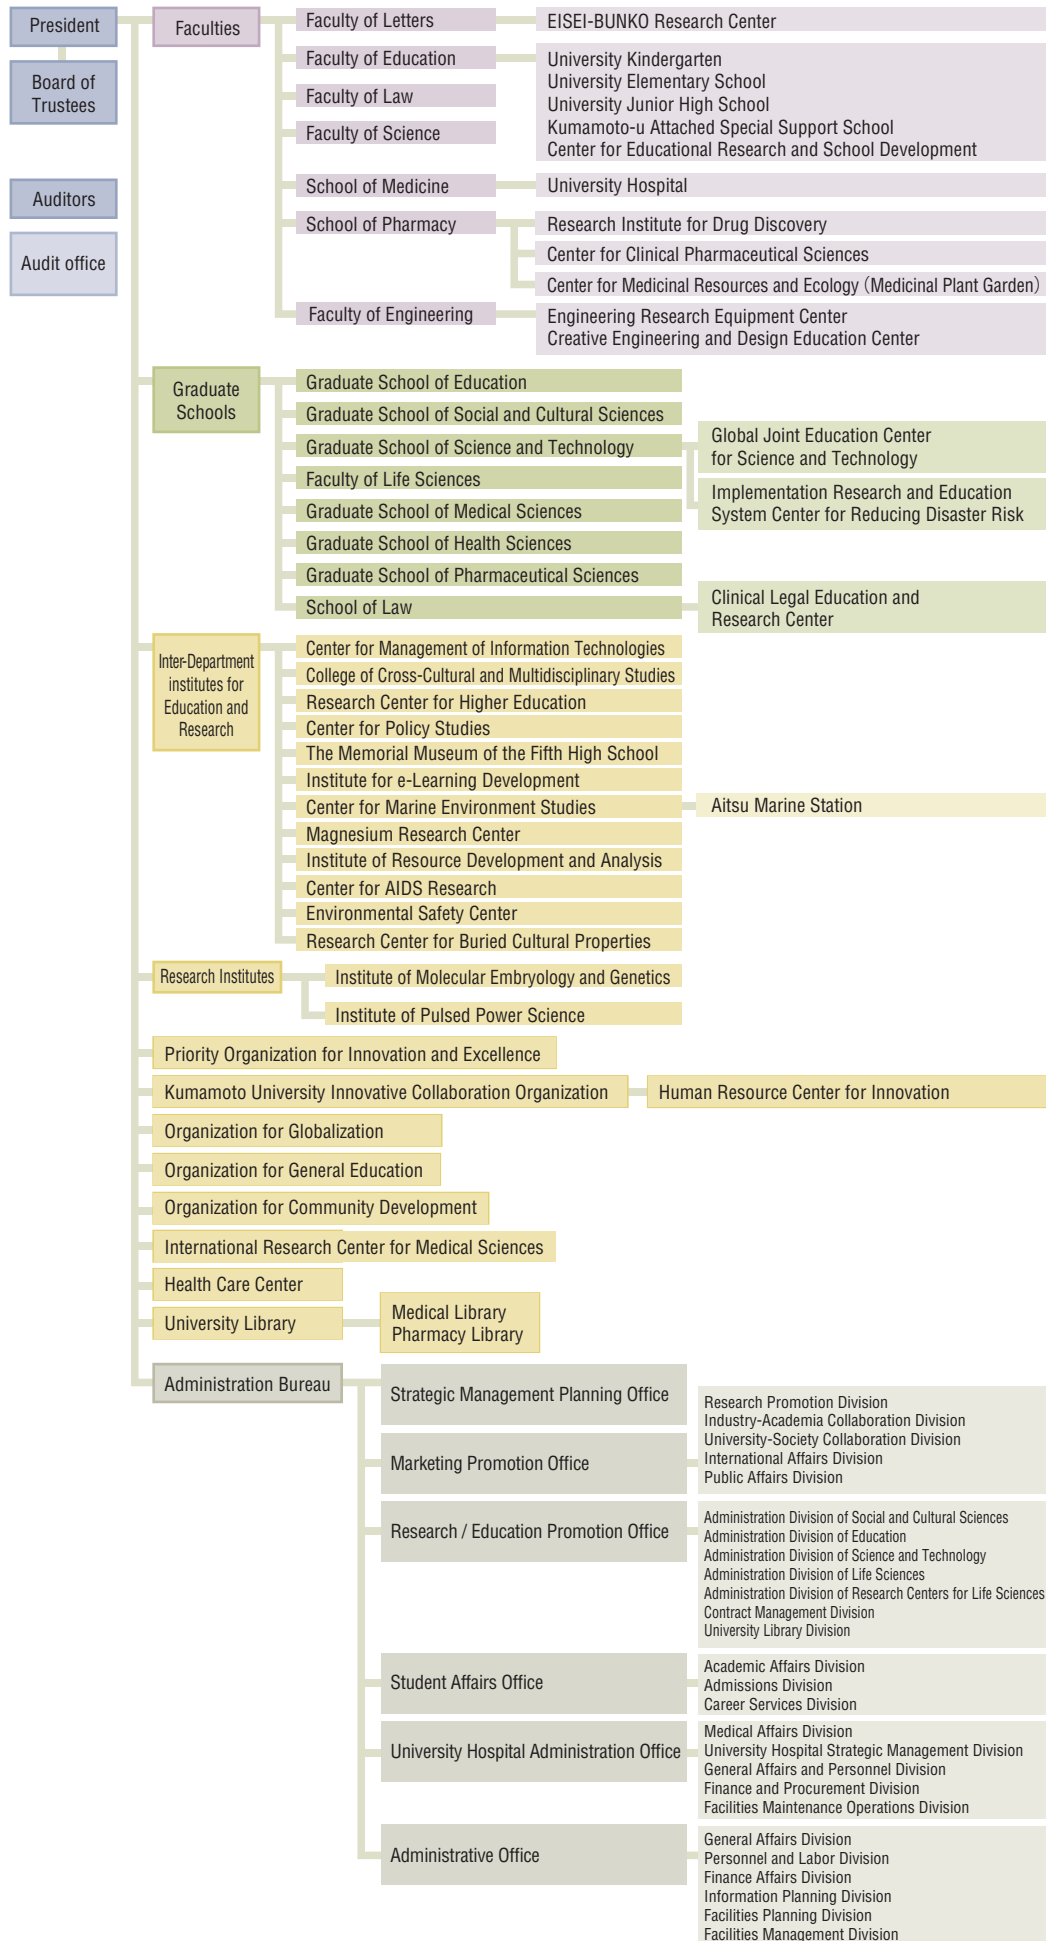 President
Board of
Trustees
Auditors
Audit office
Faculties
Faculty of Letters
EISEI-BUNKO Research Center
Faculty of Education
University Kindergarten
University Elementary School
University Junior High School
Kumamoto-u Attached Special Support School
Center for Educational Research and School Development
Faculty of Law
Faculty of Science
School of Medicine
University Hospital
School of Pharmacy
Research Institute for Drug Discovery
Center for Clinical Pharmaceutical Sciences
Center for Medicinal Resources and Ecology（Medicinal Plant Garden）
Faculty of Engineering
Engineering Research Equipment Center
Creative Engineering and Design Education Center
Graduate
Schools
Graduate School of Education
Graduate School of Social and Cultural Sciences
Graduate School of Science and Technology
Global Joint Education Center
for Science and Technology
Implementation Research and Education
System Center for Reducing Disaster Risk
Faculty of Life Sciences
Graduate School of Medical Sciences
Graduate School of Health Sciences
Graduate School of Pharmaceutical Sciences
School of Law
Clinical Legal Education and
Research Center
Inter-Department
institutes for
Education and
Research
Center for Management of Information Technologies
College of Cross-Cultural and Multidisciplinary Studies
Research Center for Higher Education
Center for Policy Studies
The Memorial Museum of the Fifth High School
Institute for e-Learning Development
Center for Marine Environment Studies
Aitsu Marine Station
Magnesium Research Center
Institute of Resource Development and Analysis
Center for AIDS Research
Environmental Safety Center
Research Center for Buried Cultural Properties
Research Institutes
Institute of Molecular Embryology and Genetics
Institute of Pulsed Power Science
Priority Organization for Innovation and Excellence
Kumamoto University Innovative Collaboration Organization
Human Resource Center for Innovation
Organization for Globalization
Organization for General Education
Organization for Community Development
International Research Center for Medical Sciences
Health Care Center
University Library
Medical Library
Pharmacy Library
Administration Bureau
Strategic Management Planning Office
Marketing Promotion Office
Research Promotion Division
Industry-Academia Collaboration Division
University-Society Collaboration Division
International Affairs Division
Public Affairs Division
Research / Education Promotion Office
Administration Division of Social and Cultural Sciences
Administration Division of Education
Administration Division of Science and Technology
Administration Division of Life Sciences
Administration Division of Research Centers for Life Sciences
Contract Management Division
University Library Division
Student Affairs Office
Academic Affairs Division
Admissions Division
Career Services Division
University Hospital Administration Office
Medical Affairs Division
University Hospital Strategic Management Division
General Affairs and Personnel Division
Finance and Procurement Division
Facilities Maintenance Operations Division
Administrative Office
General Affairs Division
Personnel and Labor Division
Finance Affairs Division
Information Planning Division
Facilities Planning Division
Facilities Management Division